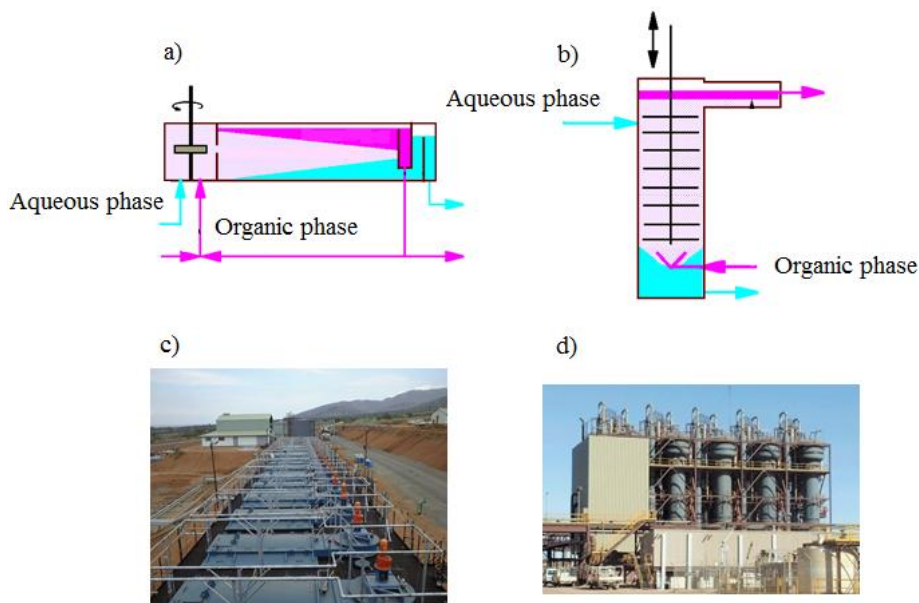 a)
b)
Aqueous phase
Aqueous phase
Organic phase
Organic phase
c)
d)